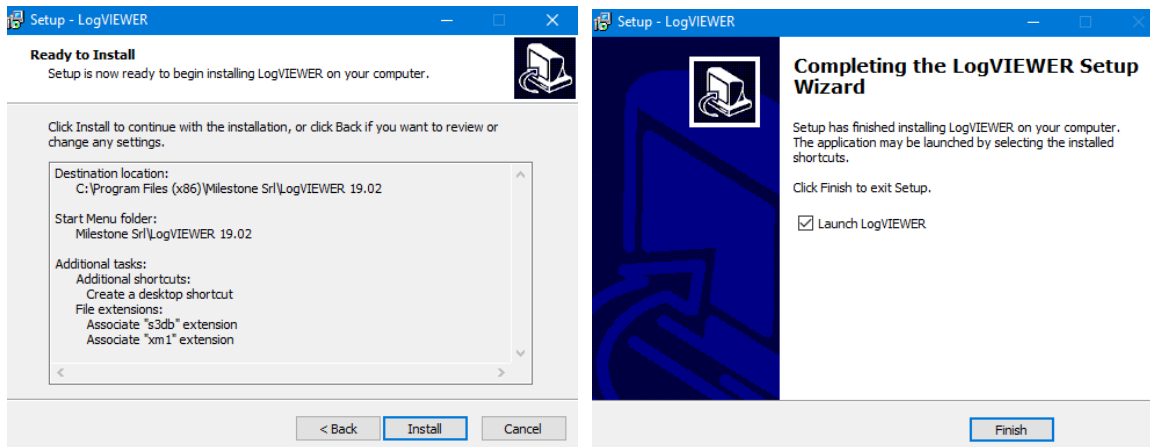 Setup - LogVIEWER
Ready to Install
Setup is now ready to begin installing LogVIEWER on your computer.
Click Install to continue with the installation, or click Back if you want to review or
change any settings.
Destination location:
C:\Program Files (x86)\Milestone Srl\LogVIEWER 19.02
Start Menu folder:
Milestone Srl\LogVIEWER 19.02
Additional tasks:
Additional shortcuts:
Create a desktop shortcut
File extensions:
Associate "s3db" extension
Associate "xm1" extension
< Back
Install
Cancel
Setup - LogVIEWER
Completing the LogVIEWER Setup
Wizard
Setup has finished installing LogVIEWER on your computer.
The application may be launched by selecting the installed
shortcuts.
Click Finish to exit Setup.
Launch LogVIEWER
Finish